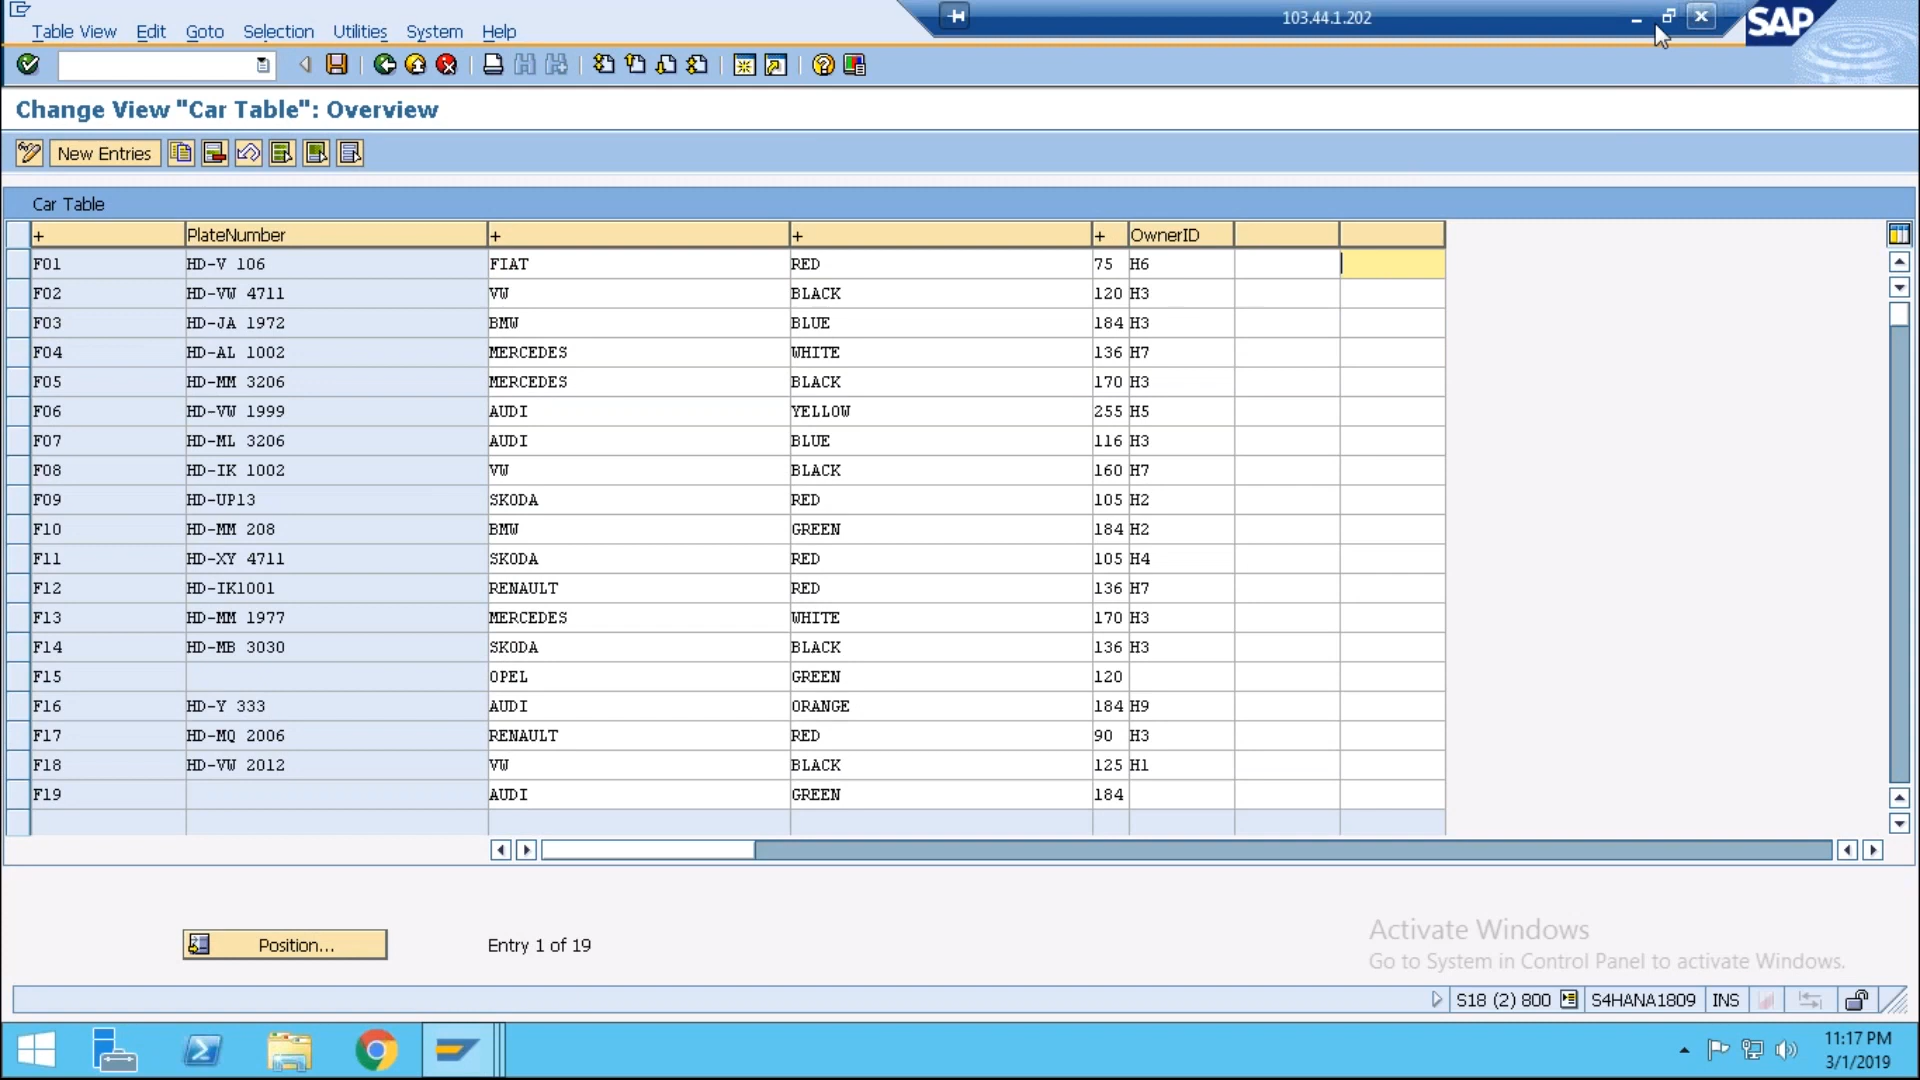 103.44.1.202
SAP
Table View Edit Goto Selection Utilities System Help
Change View "Car Table": Overview
New Entries
Car Table
+ PlateNumber + + + OwnerID
F01 HD-V 106 FIAT RED 75 H6
F02 HD-VW 4711 VW BLACK 120 H3
F03 HD-JA 1972 BMW BLUE 184 H3
F04 HD-AL 1002 MERCEDES WHITE 136 H7
F05 HD-MM 3206 MERCEDES BLACK 170 H3
F06 HD-VW 1999 AUDI YELLOW 255 H5
F07 HD-ML 3206 AUDI BLUE 116 H3
F08 HD-IK 1002 VW BLACK 160 H7
F09 HD-UP13 SKODA RED 105 H2
F10 HD-MM 208 BMW GREEN 184 H2
F11 HD-XY 4711 SKODA RED 105 H4
F12 HD-IK1001 RENAULT RED 136 H7
F13 HD-MM 1977 MERCEDES WHITE 170 H3
F14 HD-MB 3030 SKODA BLACK 136 H3
F15 OPEL GREEN 120
F16 HD-Y 333 AUDI ORANGE 184 H9
F17 HD-MQ 2006 RENAULT RED 90 H3
F18 HD-VW 2012 VW BLACK 125 H1
F19 AUDI GREEN 184
Position... Entry 1 of 19
Activate Windows
Go to System in Control Panel to activate Windows.
S18 (2) 800 S4HANA1809 INS
11:17 PM
3/1/2019